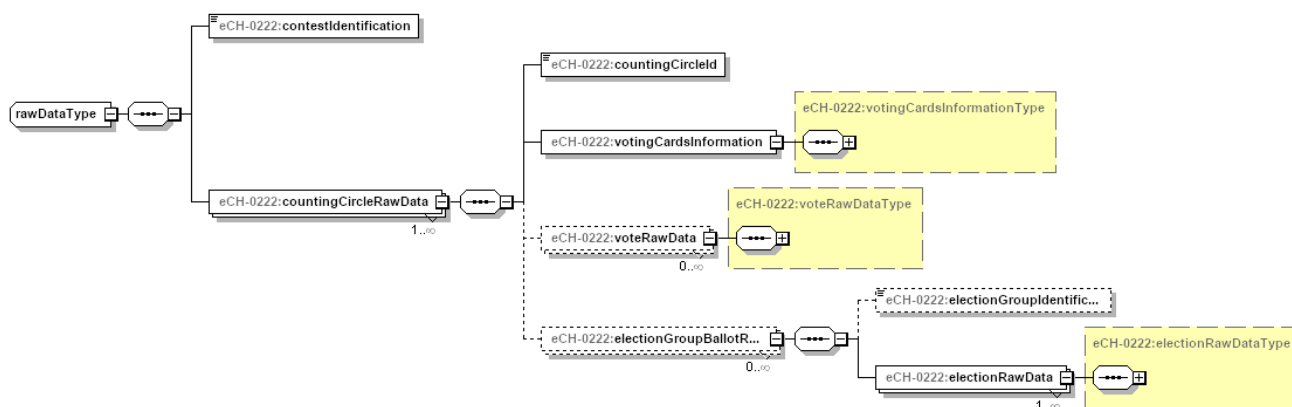 eCH-0222:contestIdentification
eCH-0222:countingCircleId
eCH-0222:votingCardsInformationType
rawDataType
eCH-0222:votingCardsInformation
eCH-0222:voteRawDataType
eCH-0222:countingCircleRawData
1..∞
eCH-0222:voteRawData
0..∞
eCH-0222:electionGroupIdentific...
eCH-0222:electionRawDataType
eCH-0222:electionGroupBallotR...
0..∞
eCH-0222:electionRawData
1..∞